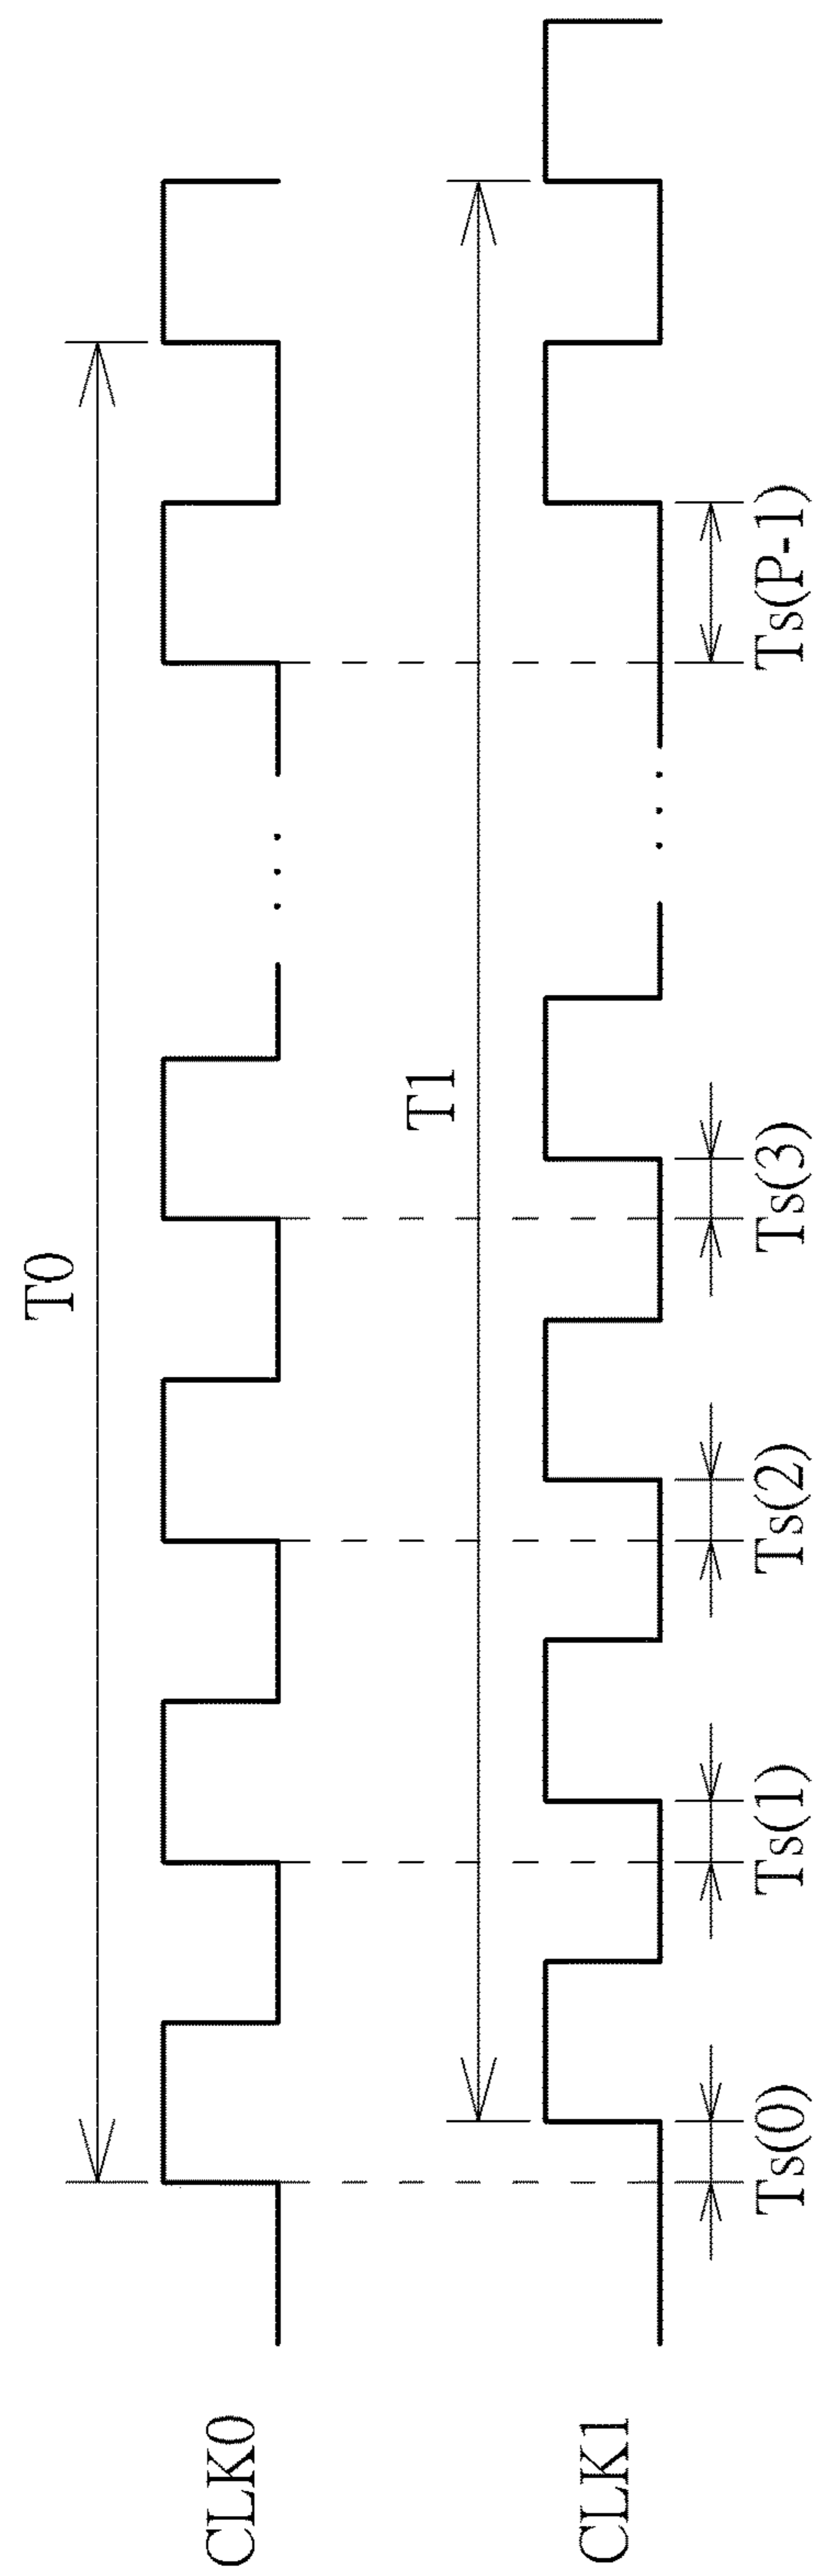 T0
CLK0
T1
CLK1
Ts(0)
Ts(1)
Ts(2)
Ts(3)
Ts(P-1)